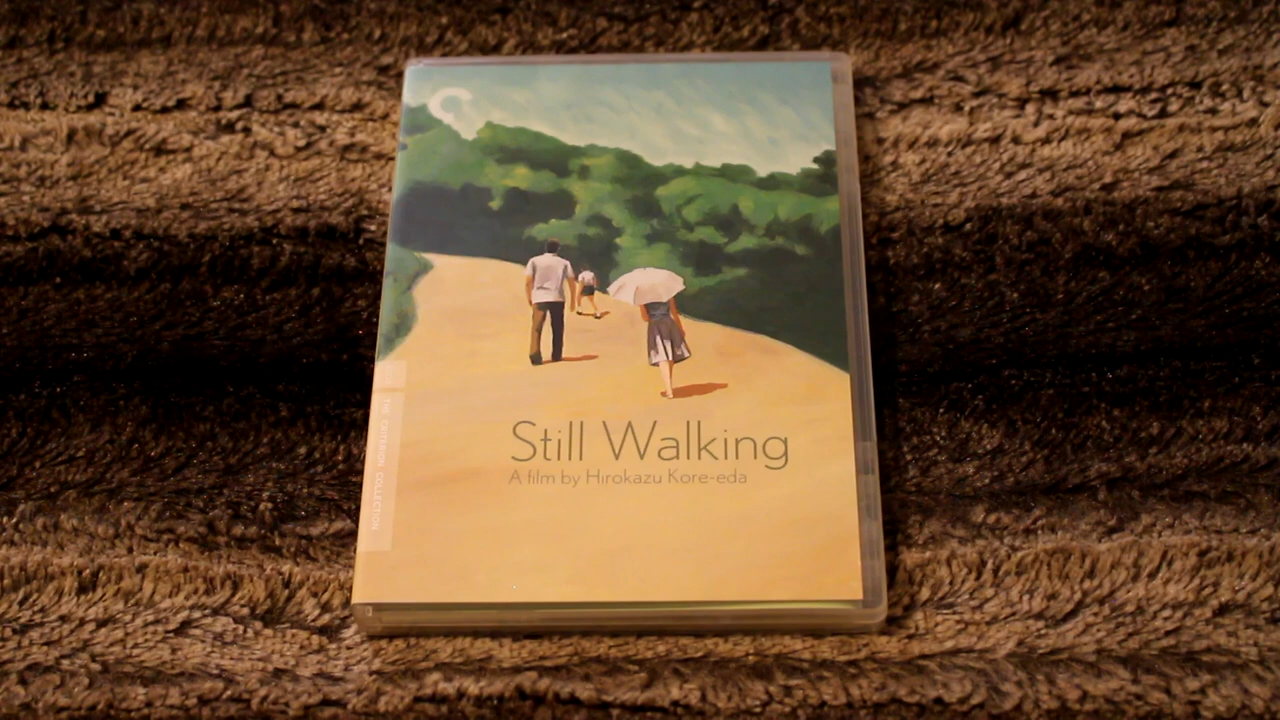 Still Walking
A film by Hirokazu Kore-eda
THE CRITERION COLLECTION